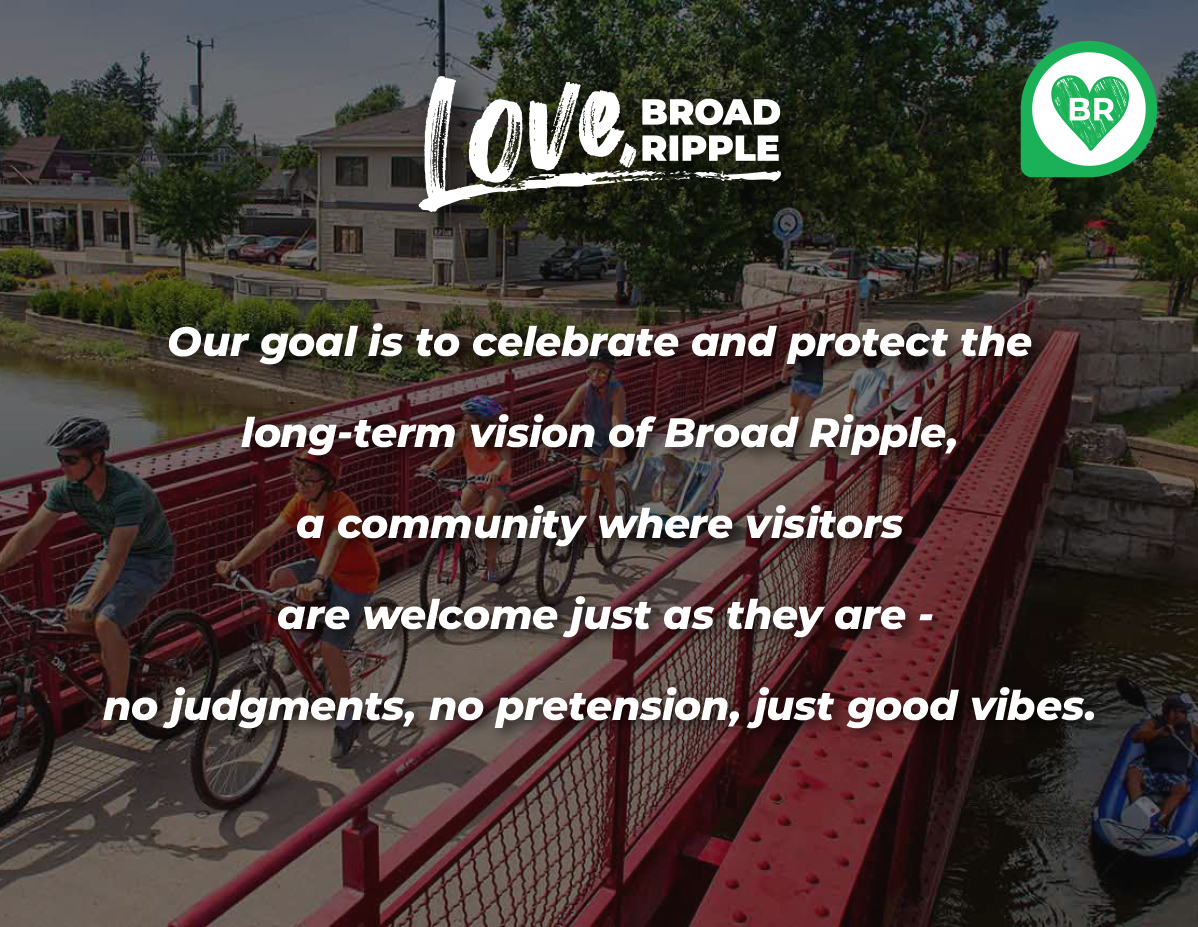 Love, BROAD
RIPPLE
BR
Our goal is to celebrate and protect the
long-term vision of Broad Ripple,
a community where visitors
are welcome just as they are -
no judgments, no pretension, just good vibes.